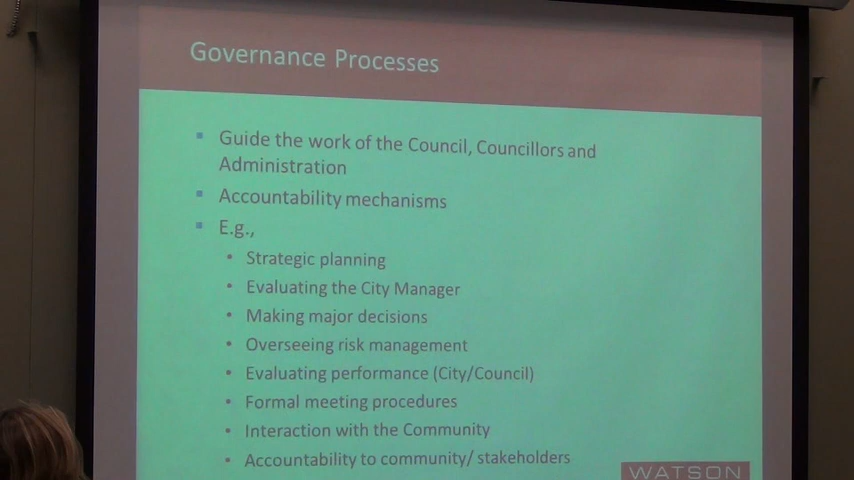 Governance Processes
Guide the work of the Council, Councillors and
Administration
Accountability mechanisms
E.g.,
Strategic planning
Evaluating the City Manager
Making major decisions
Overseeing risk management
Evaluating performance (City/Council)
Formal meeting procedures
Interaction with the Community
Accountability to community/ stakeholders
WATSON